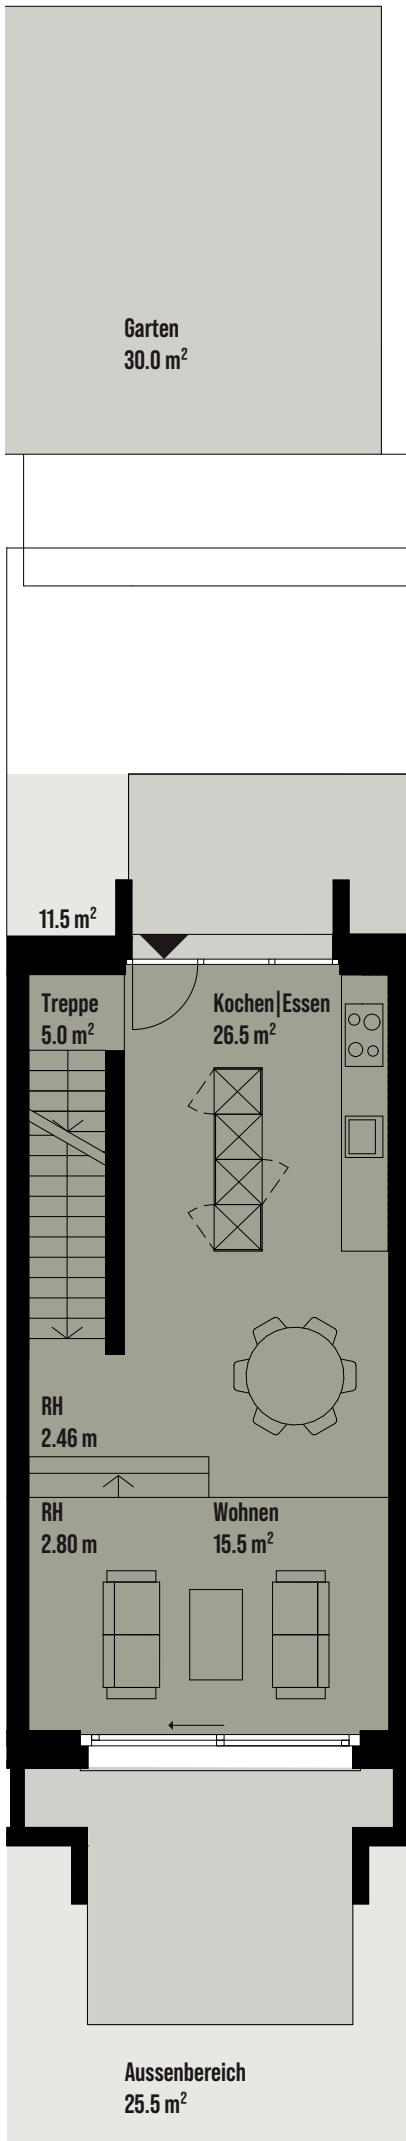 Garten
30.0 m²
11.5 m²
Treppe
5.0 m²
Kochen|Essen
26.5 m²
RH
2.46 m
RH
2.80 m
Wohnen
15.5 m²
Aussenbereich
25.5 m²